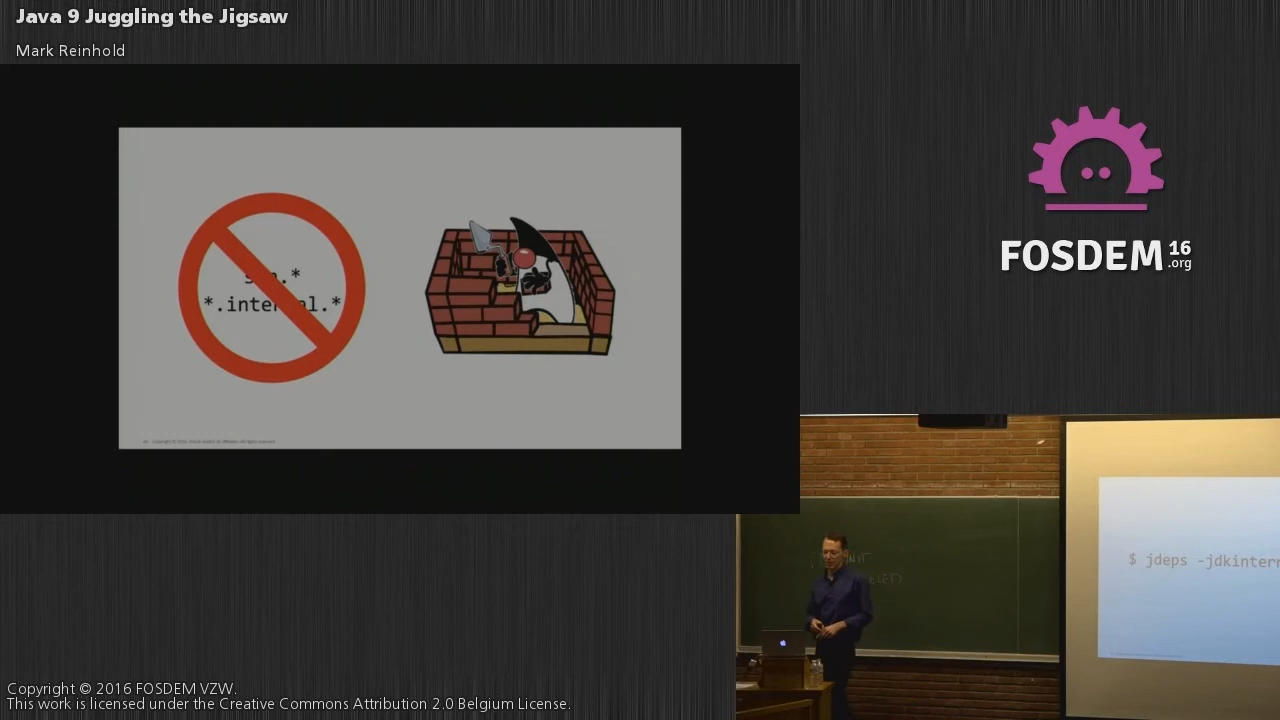 Java 9 Juggling the Jigsaw
Mark Reinhold
sun.*
*.internal.*
FOSDEM 16
.org
$ jdeps -jdkintern
Copyright © 2016 FOSDEM VZW.
This work is licensed under the Creative Commons Attribution 2.0 Belgium License.